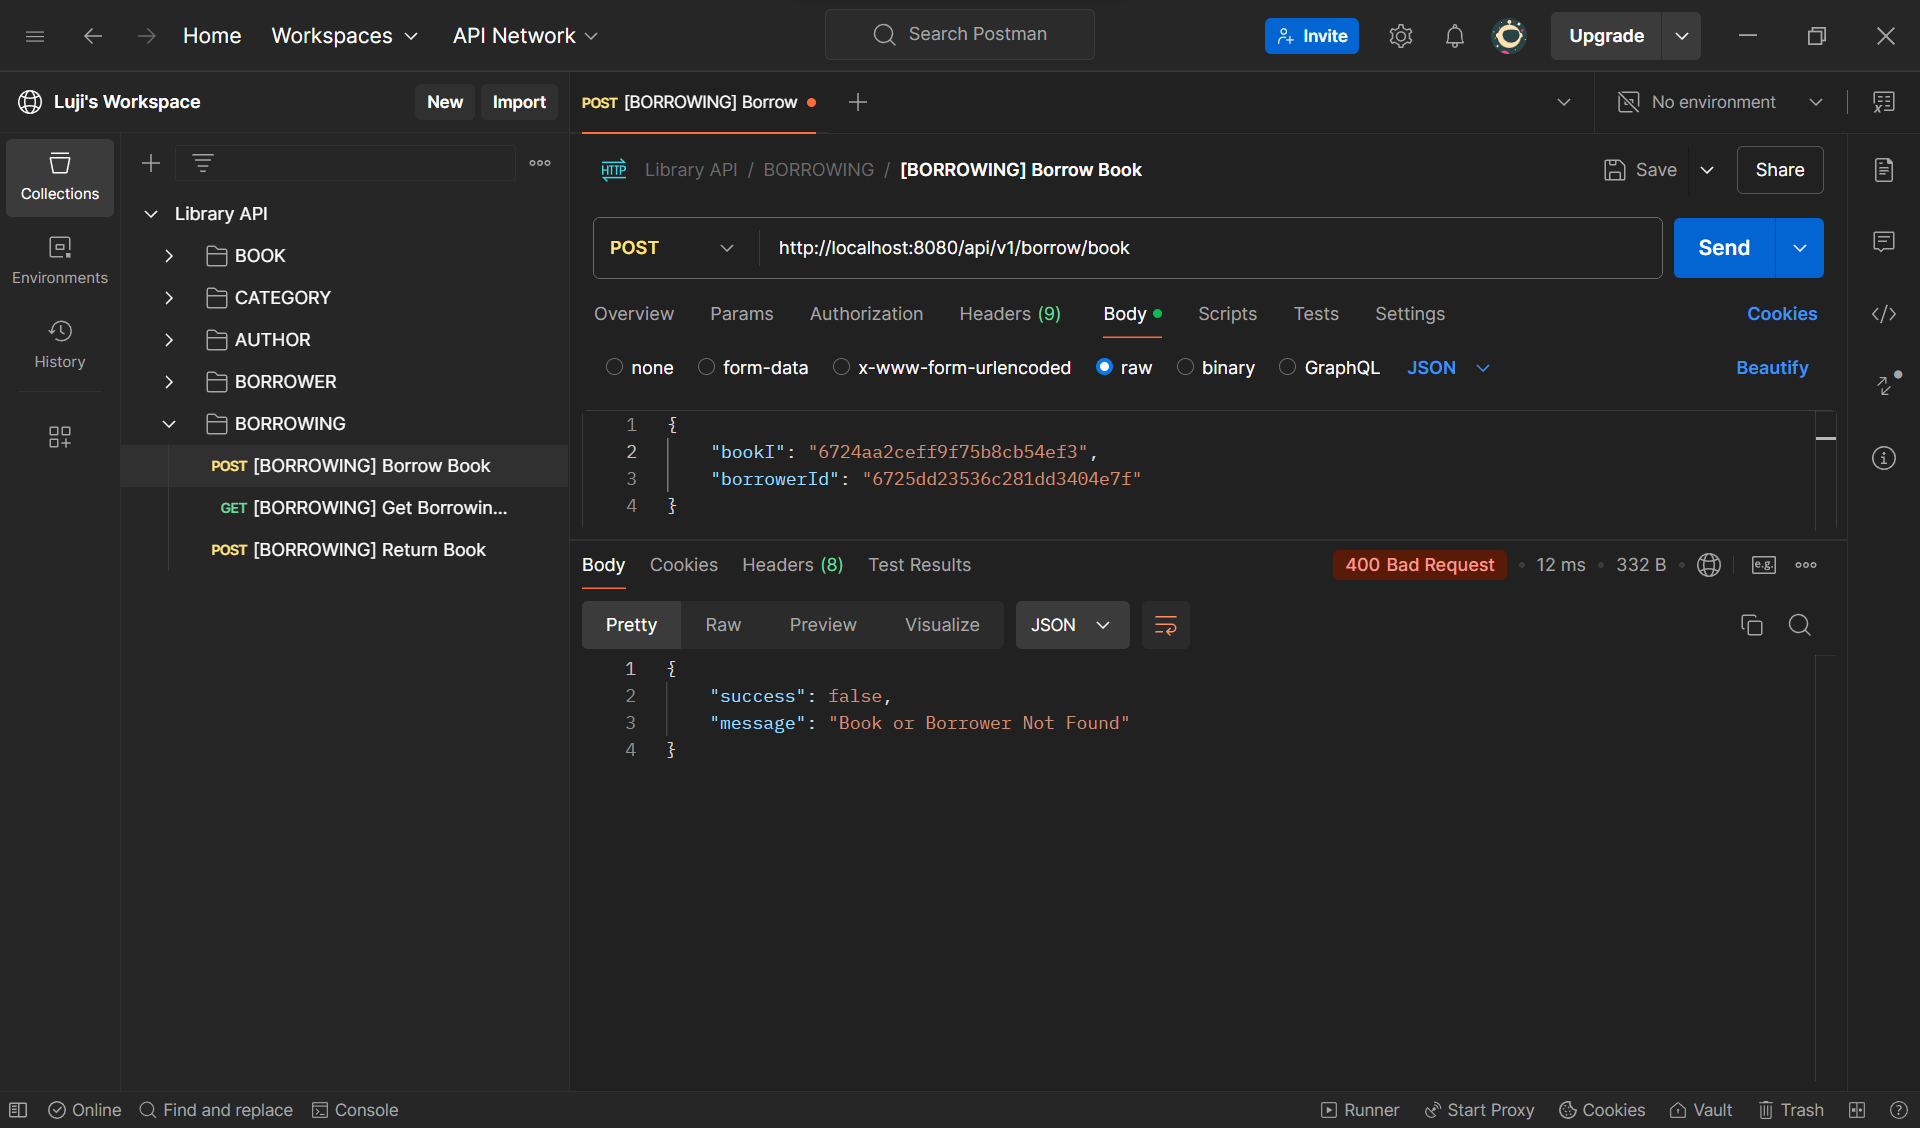 Home Workspaces API Network Search Postman Invite Upgrade
Luji's Workspace New Import POST [BORROWING] Borrow No environment
Collections
Environments
History
Library API
BOOK
CATEGORY
AUTHOR
BORROWER
BORROWING
POST [BORROWING] Borrow Book
GET [BORROWING] Get Borrowin...
POST [BORROWING] Return Book
HTTP Library API / BORROWING / [BORROWING] Borrow Book Save Share
POST http://localhost:8080/api/v1/borrow/book Send
Overview Params Authorization Headers (9) Body Scripts Tests Settings Cookies
none form-data x-www-form-urlencoded raw binary GraphQL JSON Beautify
1 {
2 "bookI": "6724aa2ceff9f75b8cb54ef3",
3 "borrowerId": "6725dd23536c281dd3404e7f"
4 }
Body Cookies Headers (8) Test Results 400 Bad Request 12 ms 332 B e.g.
Pretty Raw Preview Visualize JSON
1 {
2 "success": false,
3 "message": "Book or Borrower Not Found"
4 }
Online Find and replace Console Runner Start Proxy Cookies Vault Trash